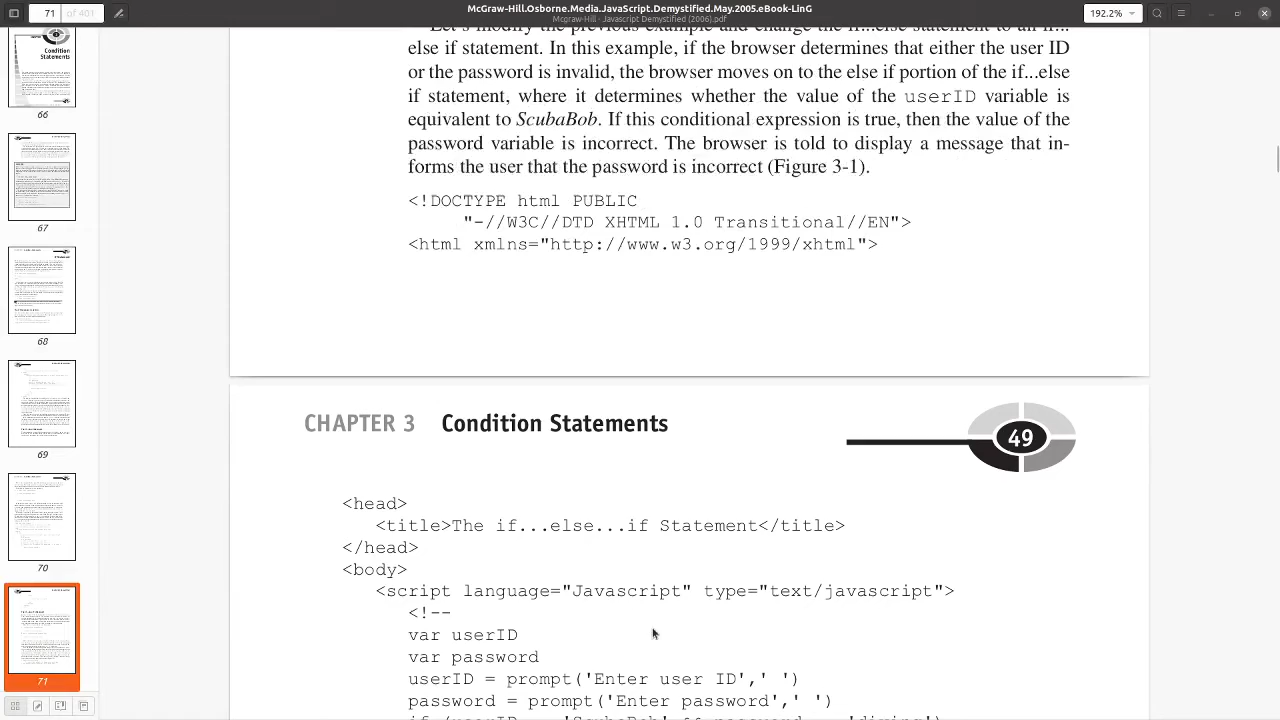 71 of 401
Mcgraw-Hill.Osborne.Media.JavaScript.Demystified.May.2005.
Mcgraw-Hill - Javascript Demystified (2006).pdf
192.2%
Condition
Statements
66
67
68
69
70
71
else if statement. In this example, if the browser determines that either the user ID
or the password is invalid, the browser moves on to the else if portion of the if...else
if statement, where it determines whether the value of the userID variable is
equivalent to ScubaBob. If this conditional expression is true, then the value of the
password variable is incorrect. The browser is told to display a message that in-
forms the user that the password is incorrect (Figure 3-1).
<!DOCTYPE html PUBLIC
"-//W3C//DTD XHTML 1.0 Transitional//EN">
<html xmlns="http://www.w3.org/1999/xhtml">
CHAPTER 3 Condition Statements
49
<head>
<title>The if...else...if Statement</title>
</head>
<body>
<script language="Javascript" type="text/javascript">
<!--
var userID
var password
userID = prompt('Enter user ID',' ')
password = prompt('Enter password',' ')